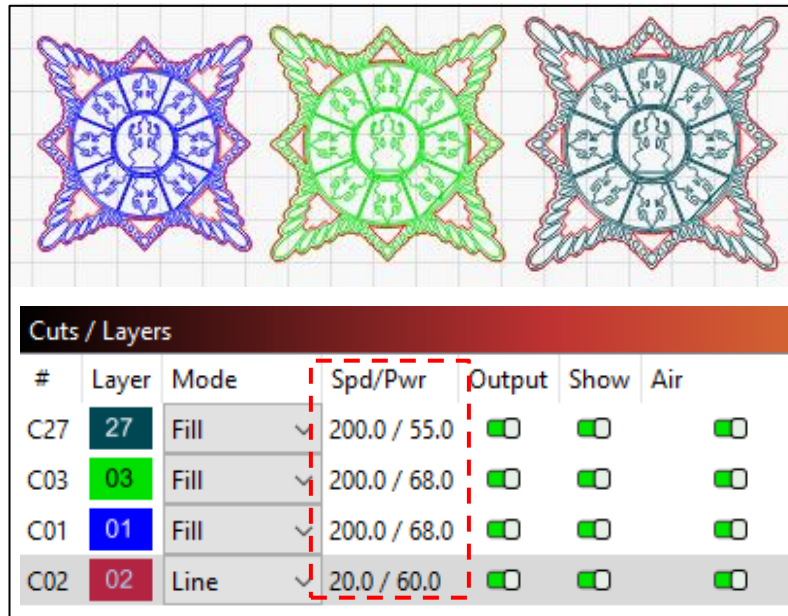 Cuts / Layers
# Layer Mode Spd/Pwr Output Show Air
C27 27 Fill 200.0 / 55.0
C03 03 Fill 200.0 / 68.0
C01 01 Fill 200.0 / 68.0
C02 02 Line 20.0 / 60.0